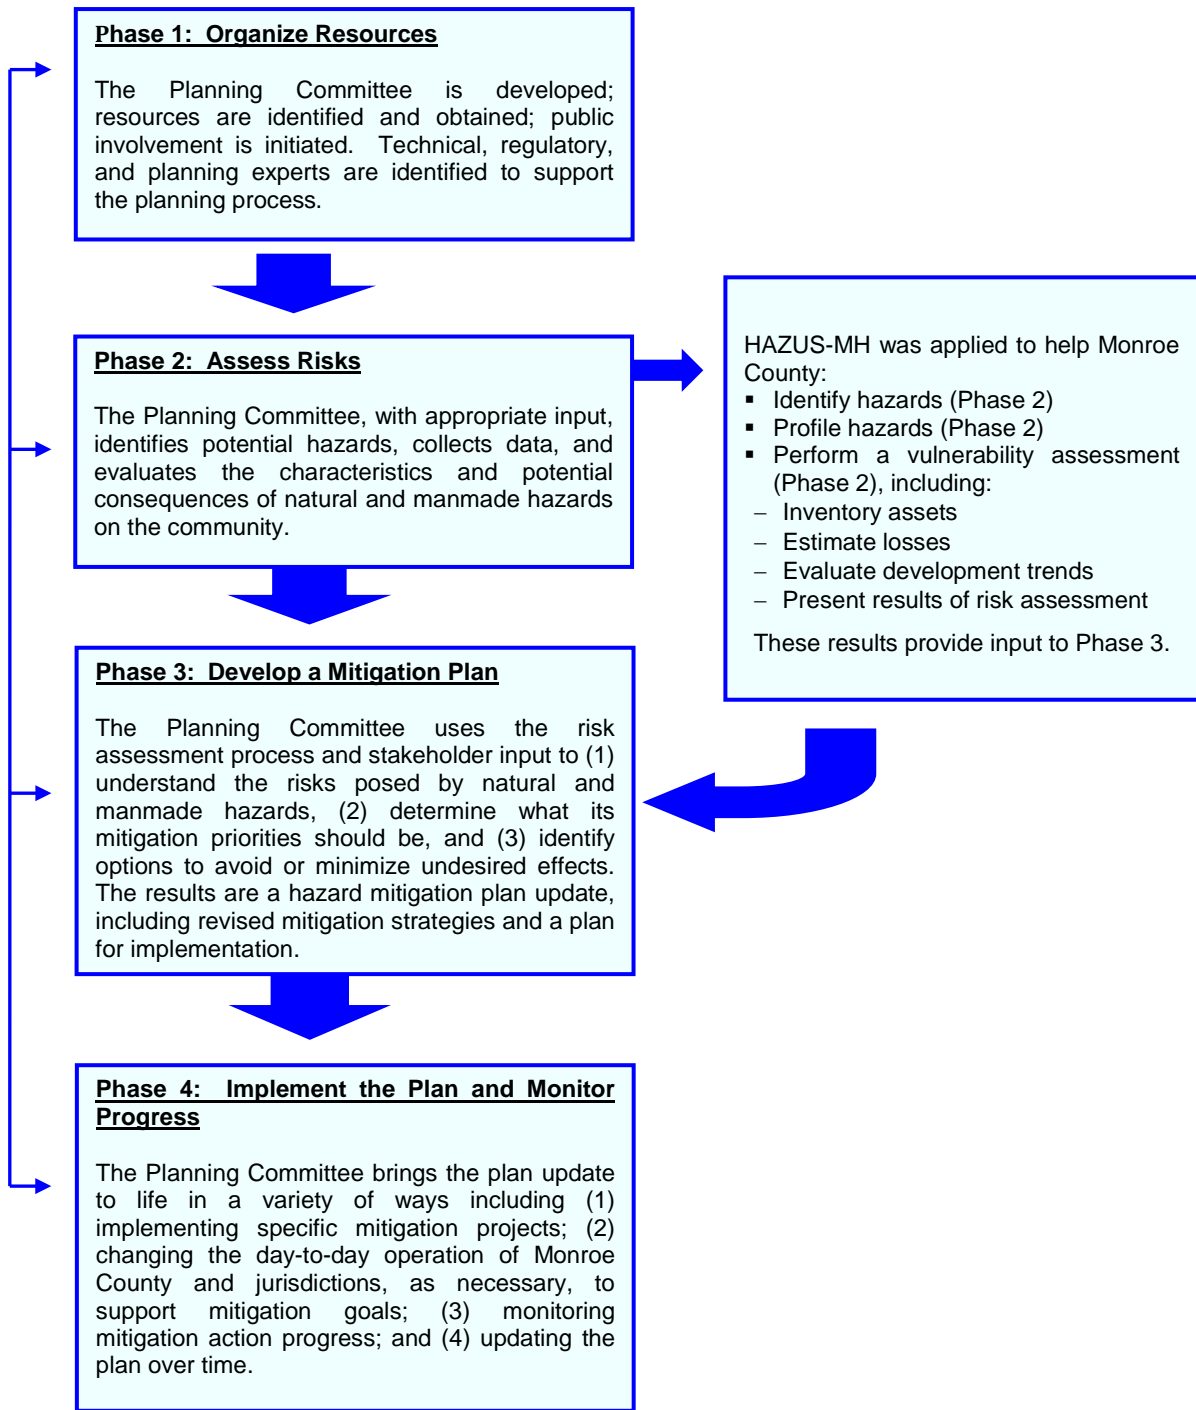 Phase 1: Organize Resources
The Planning Committee is developed;
resources are identified and obtained; public
involvement is initiated. Technical, regulatory,
and planning experts are identified to support
the planning process.
Phase 2: Assess Risks
The Planning Committee, with appropriate input,
identifies potential hazards, collects data, and
evaluates the characteristics and potential
consequences of natural and manmade hazards
on the community.
HAZUS-MH was applied to help Monroe
County:
▪ Identify hazards (Phase 2)
▪ Profile hazards (Phase 2)
▪ Perform a vulnerability assessment
(Phase 2), including:
– Inventory assets
– Estimate losses
– Evaluate development trends
– Present results of risk assessment
These results provide input to Phase 3.
Phase 3: Develop a Mitigation Plan
The Planning Committee uses the risk
assessment process and stakeholder input to (1)
understand the risks posed by natural and
manmade hazards, (2) determine what its
mitigation priorities should be, and (3) identify
options to avoid or minimize undesired effects.
The results are a hazard mitigation plan update,
including revised mitigation strategies and a plan
for implementation.
Phase 4: Implement the Plan and Monitor
Progress
The Planning Committee brings the plan update
to life in a variety of ways including (1)
implementing specific mitigation projects; (2)
changing the day-to-day operation of Monroe
County and jurisdictions, as necessary, to
support mitigation goals; (3) monitoring
mitigation action progress; and (4) updating the
plan over time.